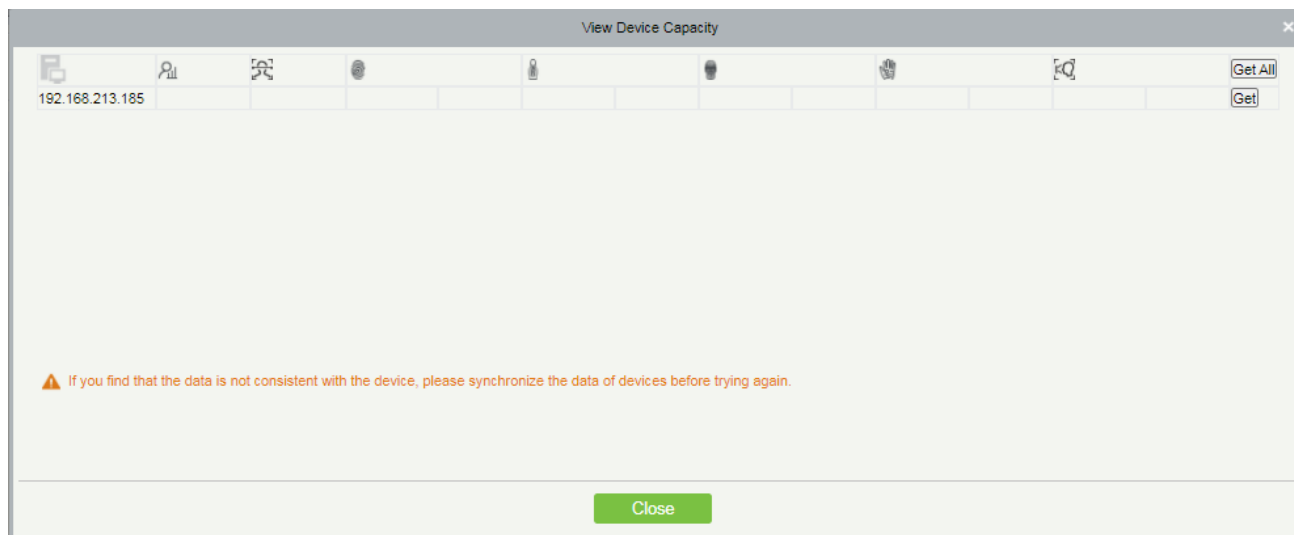 View Device Capacity
Get All
192.168.213.185 Get
If you find that the data is not consistent with the device, please synchronize the data of devices before trying again.
Close